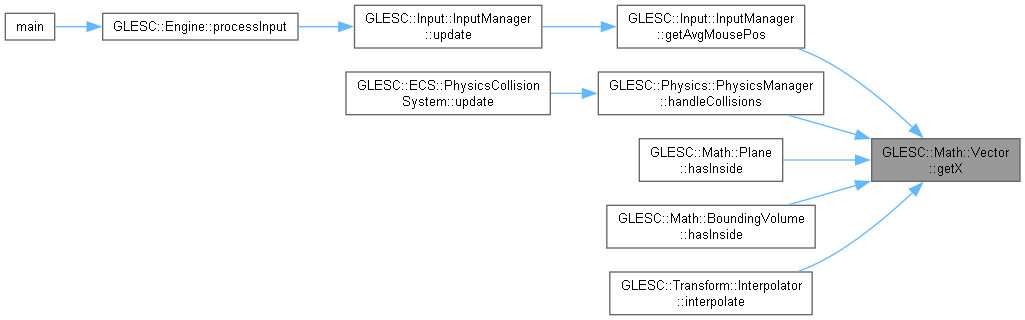 main
GLESC::Engine::processInput
GLESC::Input::InputManager
::update
GLESC::Input::InputManager
::getAvgMousePos
GLESC::ECS::PhysicsCollision
System::update
GLESC::Physics::PhysicsManager
::handleCollisions
GLESC::Math::Plane
::hasInside
GLESC::Math::Vector
::getX
GLESC::Math::BoundingVolume
::hasInside
GLESC::Transform::Interpolator
::interpolate